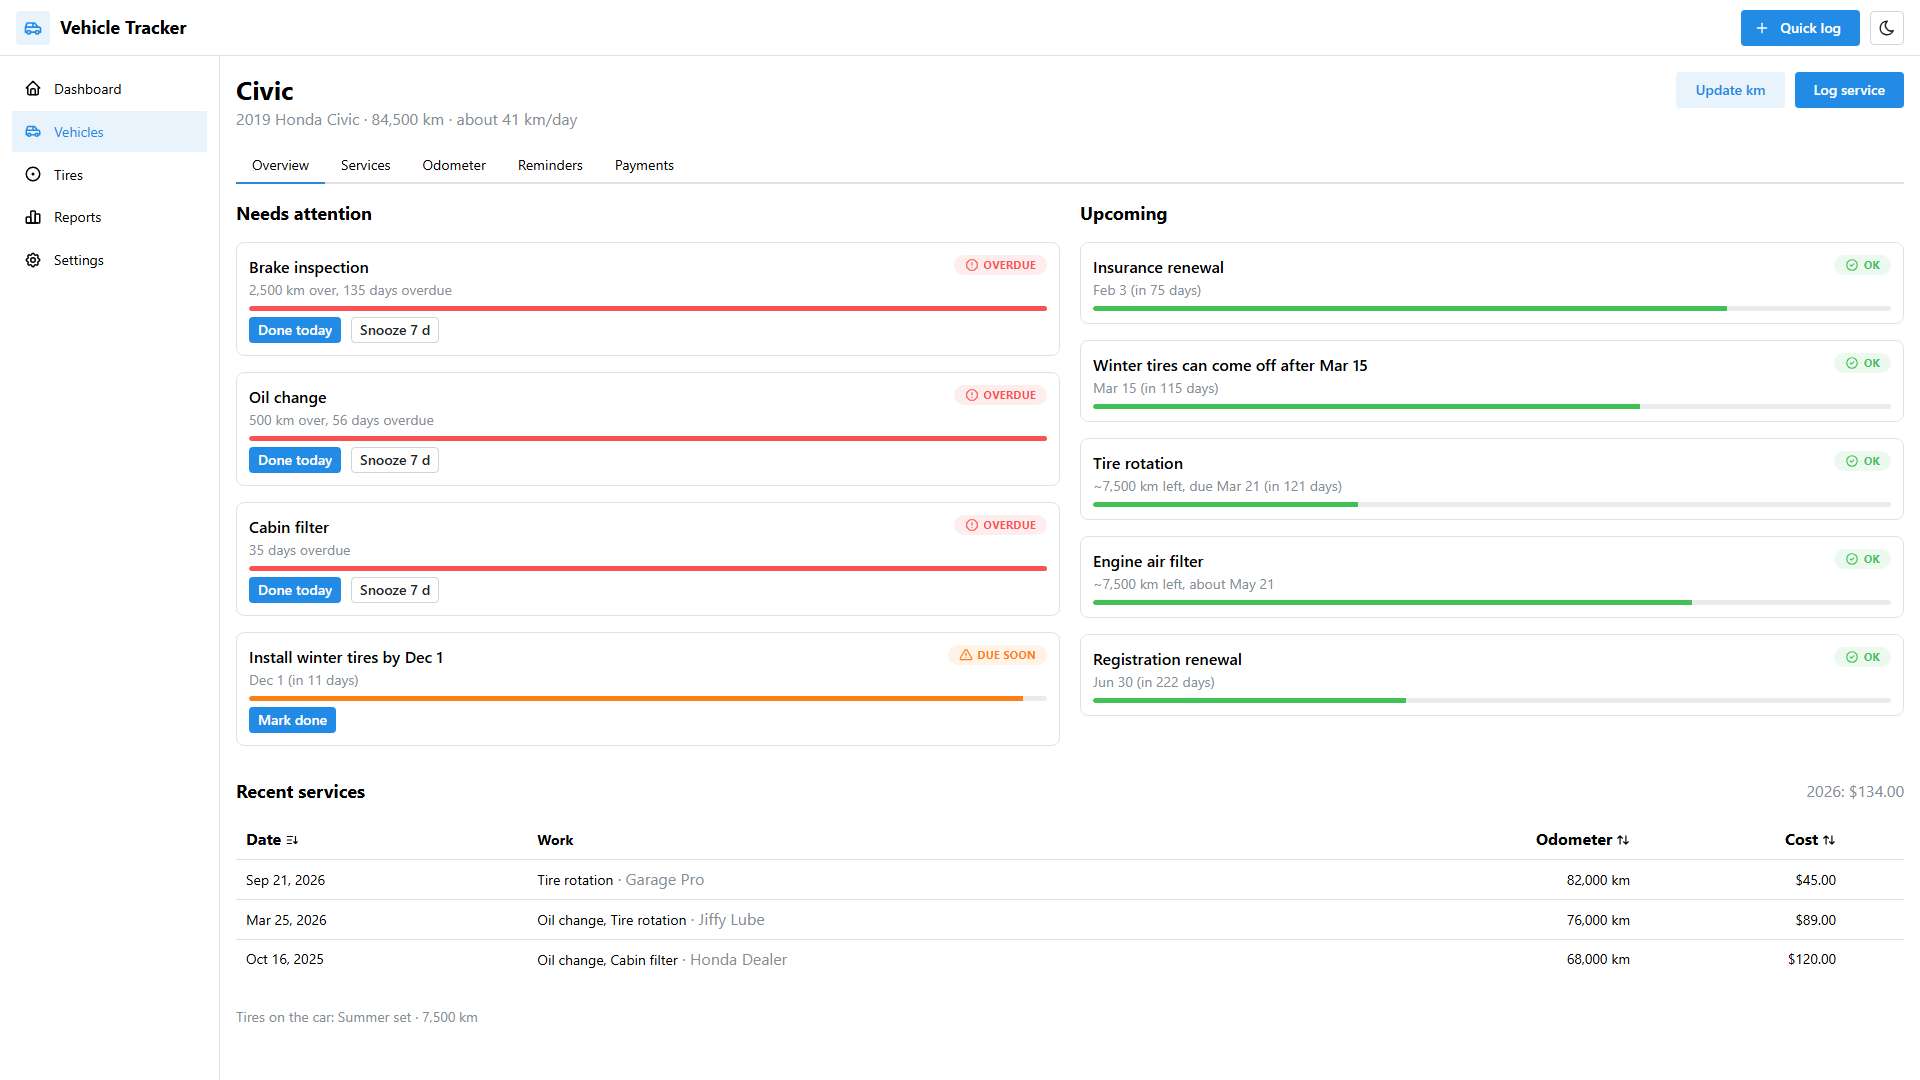 Vehicle Tracker
Quick log
Dashboard
Vehicles
Tires
Reports
Settings
Civic
2019 Honda Civic · 84,500 km · about 41 km/day
Update km
Log service
Overview
Services
Odometer
Reminders
Payments
Needs attention
Brake inspection
OVERDUE
2,500 km over, 135 days overdue
Done today
Snooze 7 d
Oil change
OVERDUE
500 km over, 56 days overdue
Done today
Snooze 7 d
Cabin filter
OVERDUE
35 days overdue
Done today
Snooze 7 d
Install winter tires by Dec 1
DUE SOON
Dec 1 (in 11 days)
Mark done
Upcoming
Insurance renewal
OK
Feb 3 (in 75 days)
Winter tires can come off after Mar 15
OK
Mar 15 (in 115 days)
Tire rotation
OK
~7,500 km left, due Mar 21 (in 121 days)
Engine air filter
OK
~7,500 km left, about May 21
Registration renewal
OK
Jun 30 (in 222 days)
Recent services
2026: $134.00
Date Work Odometer Cost
Sep 21, 2026 Tire rotation · Garage Pro 82,000 km $45.00
Mar 25, 2026 Oil change, Tire rotation · Jiffy Lube 76,000 km $89.00
Oct 16, 2025 Oil change, Cabin filter · Honda Dealer 68,000 km $120.00
Tires on the car: Summer set · 7,500 km